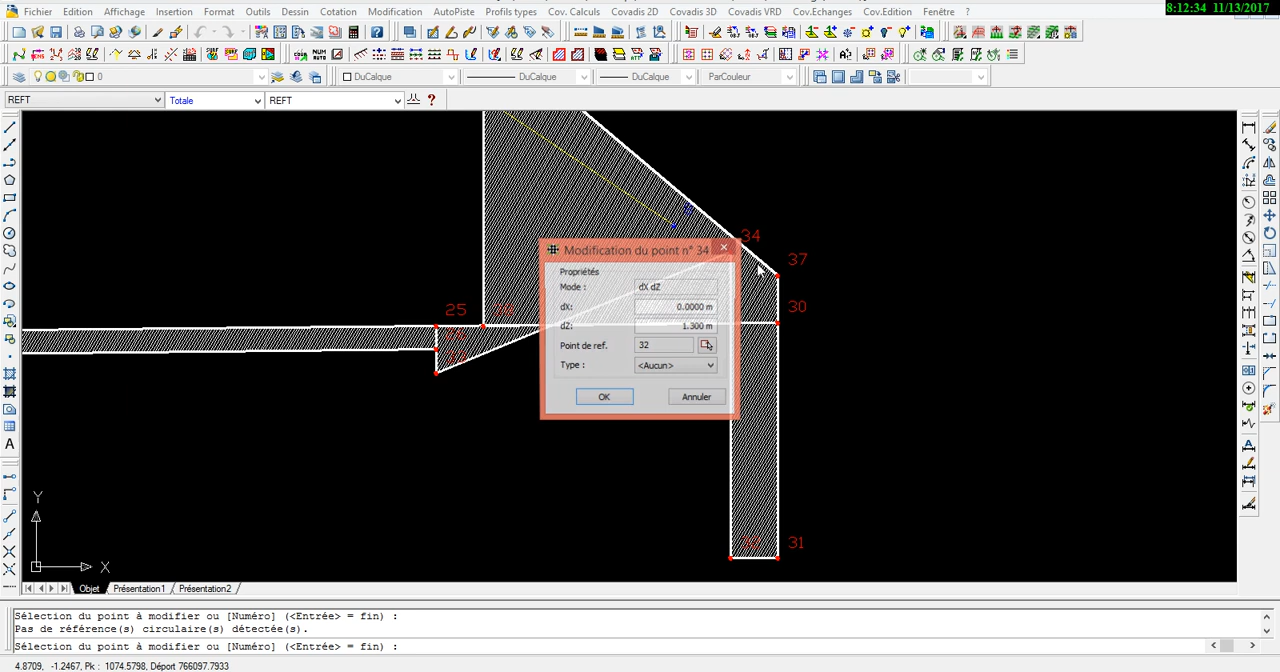 8:12:34 11/13/2017
Fichier Edition Affichage Insertion Format Outils Dessin Cotation Modification AutoPiste Profils types Cov. Calculs Covadis 2D Covadis 3D Covadis VRD Cov.Echanges Cov.Edition Fenêtre ?
0 DuCalque DuCalque DuCalque ParCouleur
REFT Totale REFT
34
37
25
30
Modification du point n° 34
Propriétés
Mode : dX dZ
dX: 0.0000 m
dZ: 1.300 m
Point de ref. 32
Type : <Aucun>
OK Annuler
31
Y
X
Objet Présentation1 Présentation2
Sélection du point à modifier ou [Numéro] (<Entrée> = fin) :
Pas de référence(s) circulaire(s) détectée(s).
Sélection du point à modifier ou [Numéro] (<Entrée> = fin) :
4.8709, -1.2467, Pk : 1074.5798, Déport 766097.7933